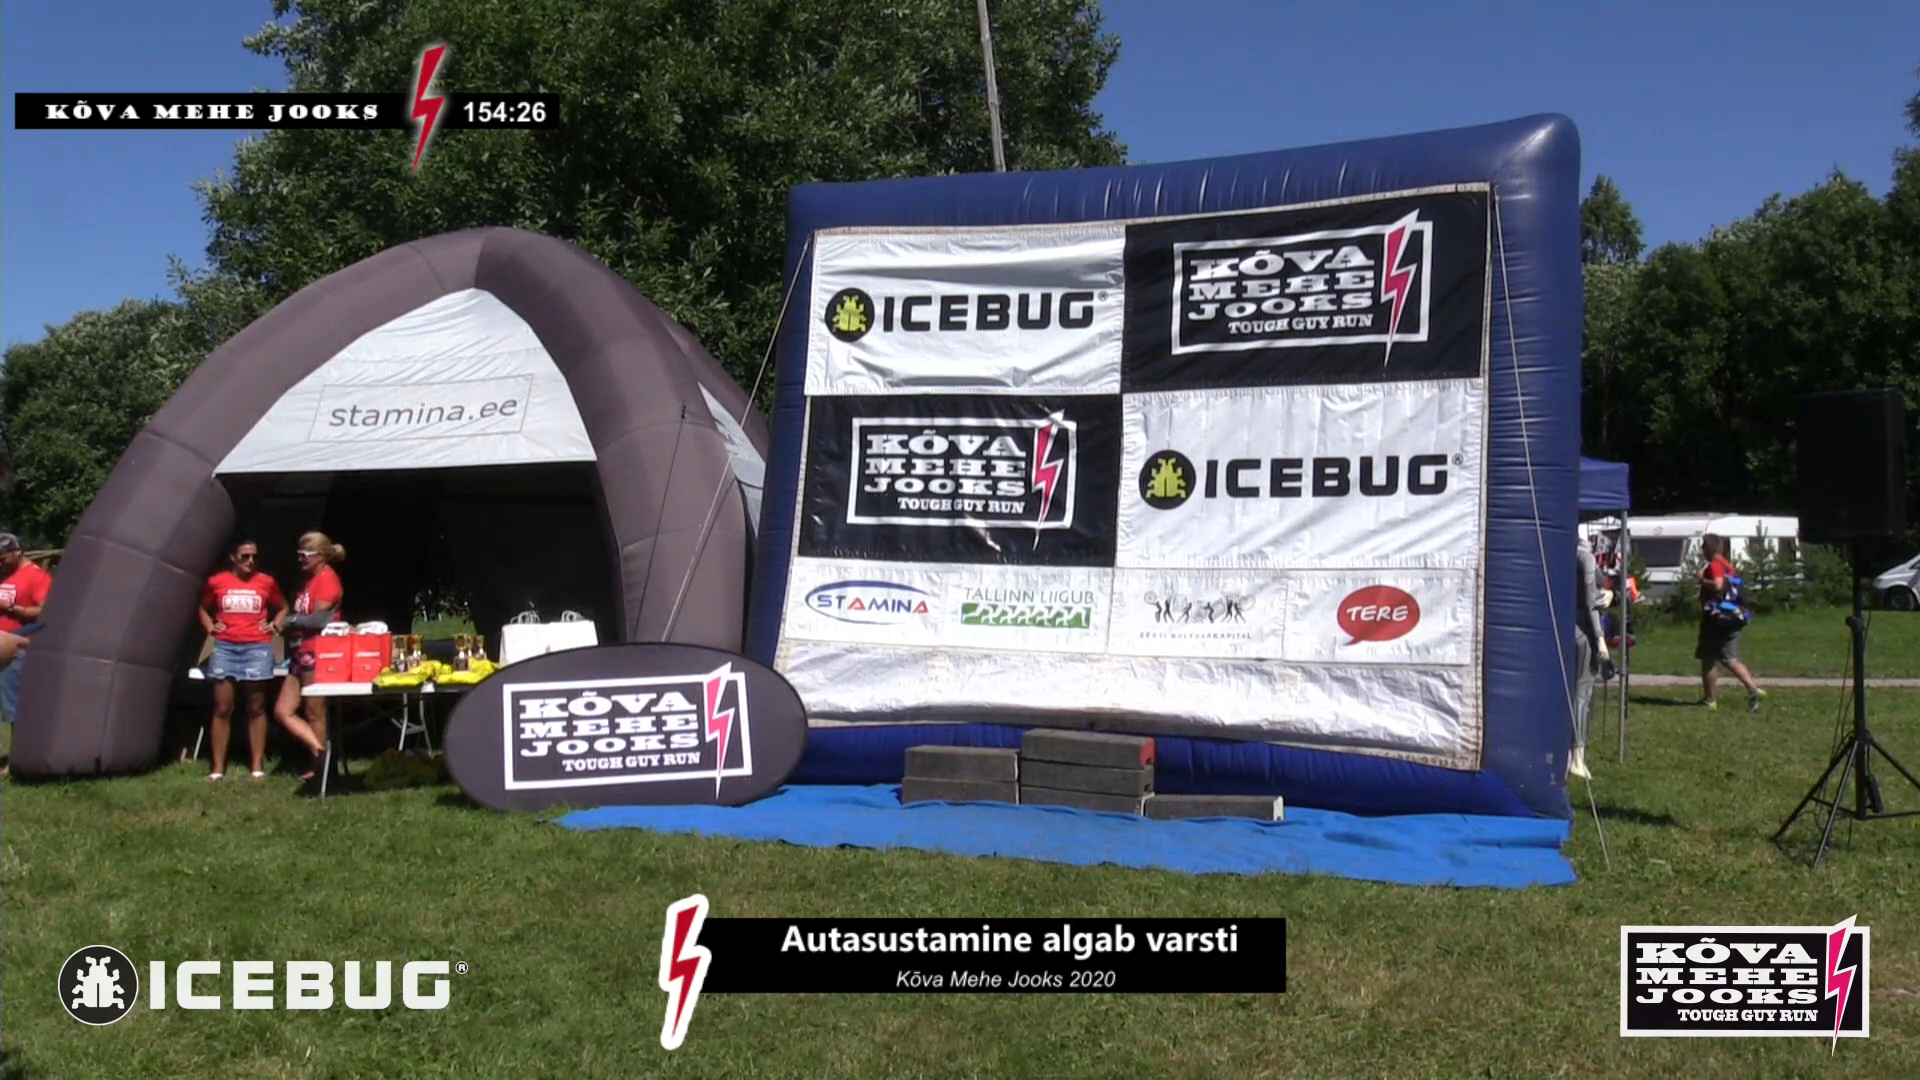 KÕVA MEHE JOOKS 154:26
stamina.ee
ICEBUG®
KÕVA
MEHE
JOOKS
TOUGH GUY RUN
KÕVA
MEHE
JOOKS
TOUGH GUY RUN
ICEBUG®
STAMINA
TALLINN LIIGUB
EESTI KULTUURKAPITAL
TERE
KÕVA
MEHE
JOOKS
TOUGH GUY RUN
Autasustamine algab varsti
Kõva Mehe Jooks 2020
ICEBUG®
KÕVA
MEHE
JOOKS
TOUGH GUY RUN